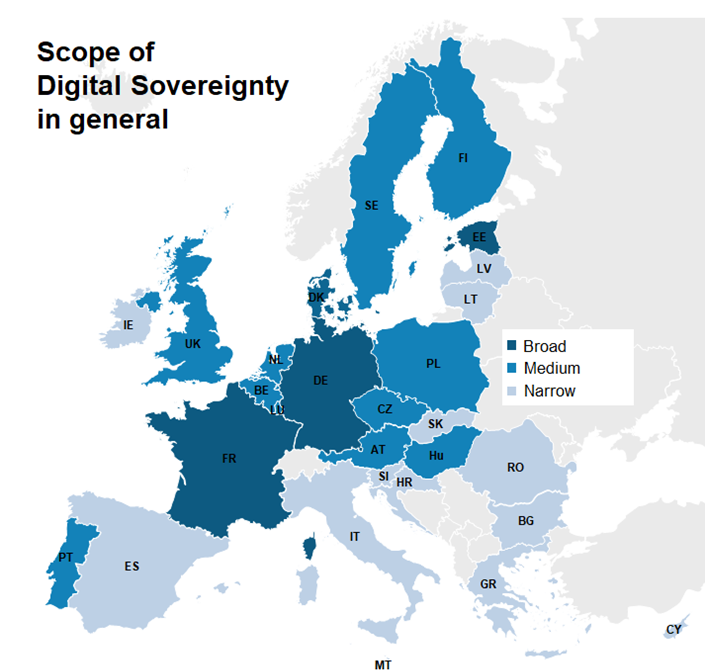 Scope of
Digital Sovereignty
in general
FI
SE
EE
LV
DK
LT
IE
UK
NL
PL
DE
BE
LU
CZ
SK
AT
Hu
FR
SI
HR
RO
BG
IT
PT
ES
GR
CY
MT
Broad
Medium
Narrow